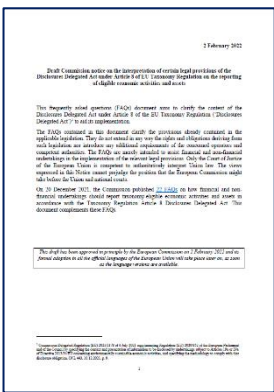 2 February 2022
Draft Commission notice on the interpretation of certain legal provisions of the
Disclosures Delegated Act under Article 8 of EU Taxonomy Regulation on the reporting
of eligible economic activities and assets
This frequently asked questions (FAQs) document aims to clarify the content of the
Disclosures Delegated Act under Article 8 of the EU Taxonomy Regulation (the 'Disclosures
Delegated Act')¹ to aid its implementation.
The FAQs contained in this document clarify the provisions already contained in the
applicable legislation. They do not extend in any way the rights and obligations deriving from
such legislation nor introduce any additional requirements for the concerned operators and
competent authorities. The FAQs are merely intended to assist financial and non-financial
undertakings in the implementation of the relevant legal provisions. Only the Court of Justice
of the European Union is competent to authoritatively interpret Union law. The views
expressed in this Notice cannot prejudge the position that the European Commission might
take before the Union and national courts.
On 20 December 2021, the Commission published 22 FAQs on how financial and non-
financial undertakings should report taxonomy-eligible economic activities and assets in
accordance with the Taxonomy Regulation Article 8 Disclosures Delegated Act. This
document complements these FAQs.
This draft has been approved in principle by the European Commission on 2 February 2022 and its
formal adoption in all the official languages of the European Union will take place later on, as soon
as the language versions are available.
1